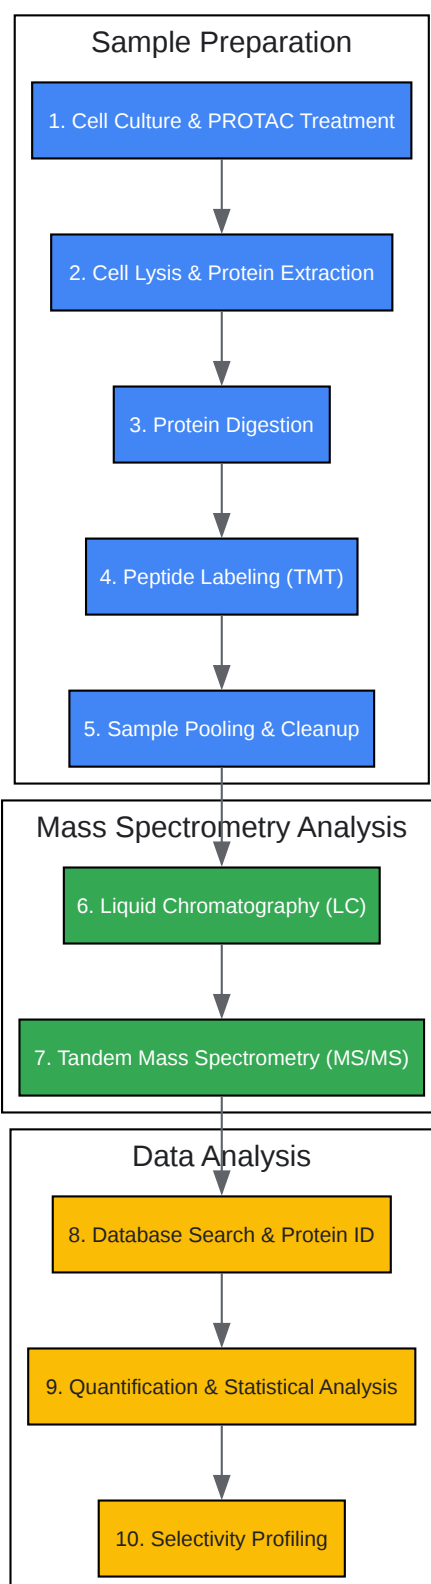 Sample Preparation
1. Cell Culture & PROTAC Treatment
2. Cell Lysis & Protein Extraction
3. Protein Digestion
4. Peptide Labeling (TMT)
5. Sample Pooling & Cleanup
Mass Spectrometry Analysis
6. Liquid Chromatography (LC)
7. Tandem Mass Spectrometry (MS/MS)
Data Analysis
8. Database Search & Protein ID
9. Quantification & Statistical Analysis
10. Selectivity Profiling